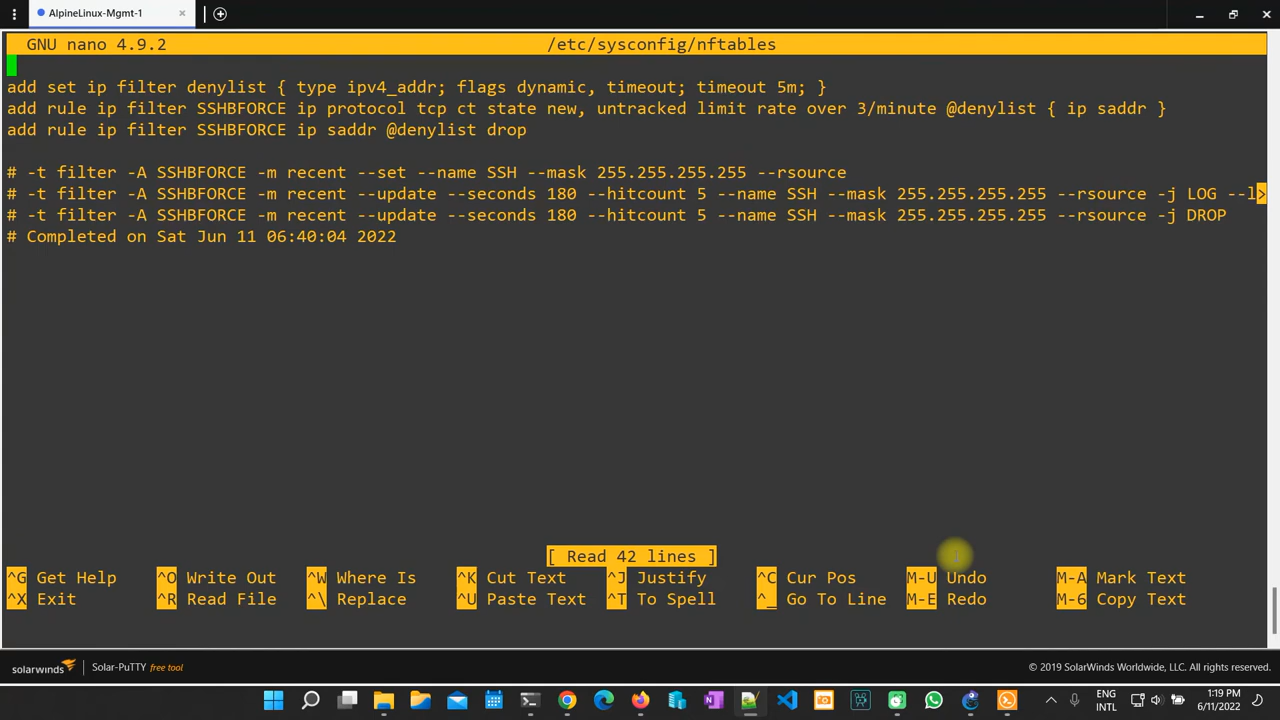 AlpineLinux-Mgmt-1
GNU nano 4.9.2 /etc/sysconfig/nftables
add set ip filter denylist { type ipv4_addr; flags dynamic, timeout; timeout 5m; }
add rule ip filter SSHBFORCE ip protocol tcp ct state new, untracked limit rate over 3/minute @denylist { ip saddr }
add rule ip filter SSHBFORCE ip saddr @denylist drop
# -t filter -A SSHBFORCE -m recent --set --name SSH --mask 255.255.255.255 --rsource
# -t filter -A SSHBFORCE -m recent --update --seconds 180 --hitcount 5 --name SSH --mask 255.255.255.255 --rsource -j LOG --l>
# -t filter -A SSHBFORCE -m recent --update --seconds 180 --hitcount 5 --name SSH --mask 255.255.255.255 --rsource -j DROP
# Completed on Sat Jun 11 06:40:04 2022
[ Read 42 lines ]
^G Get Help ^O Write Out ^W Where Is ^K Cut Text ^J Justify ^C Cur Pos M-U Undo M-A Mark Text
^X Exit ^R Read File ^\ Replace ^U Paste Text ^T To Spell ^_ Go To Line M-E Redo M-6 Copy Text
solarwinds Solar-PuTTY free tool © 2019 SolarWinds Worldwide, LLC. All rights reserved.
ENG 1:19 PM
INTL 6/11/2022